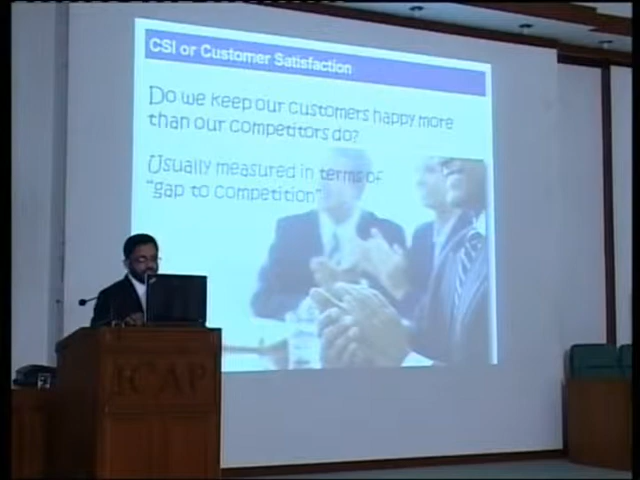 CSI or Customer Satisfaction
Do we keep our customers happy more
than our competitors do?
Usually measured in terms of
"gap to competition"
ICAP